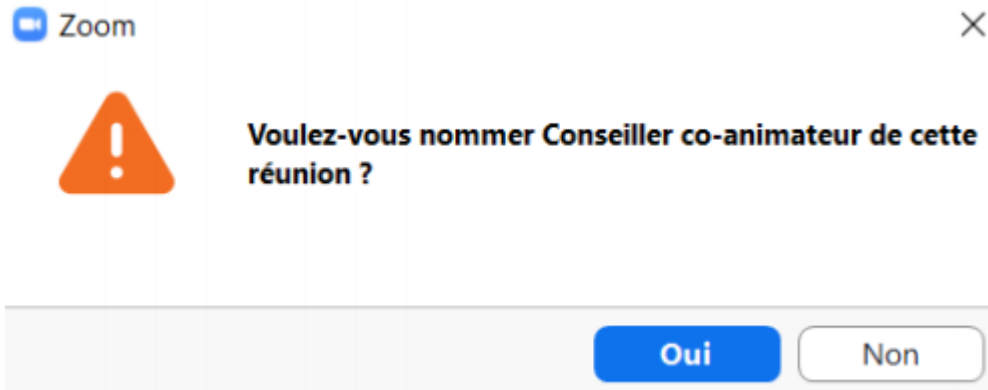 Zoom
Voulez-vous nommer Conseiller co-animateur de cette
réunion ?
Oui
Non